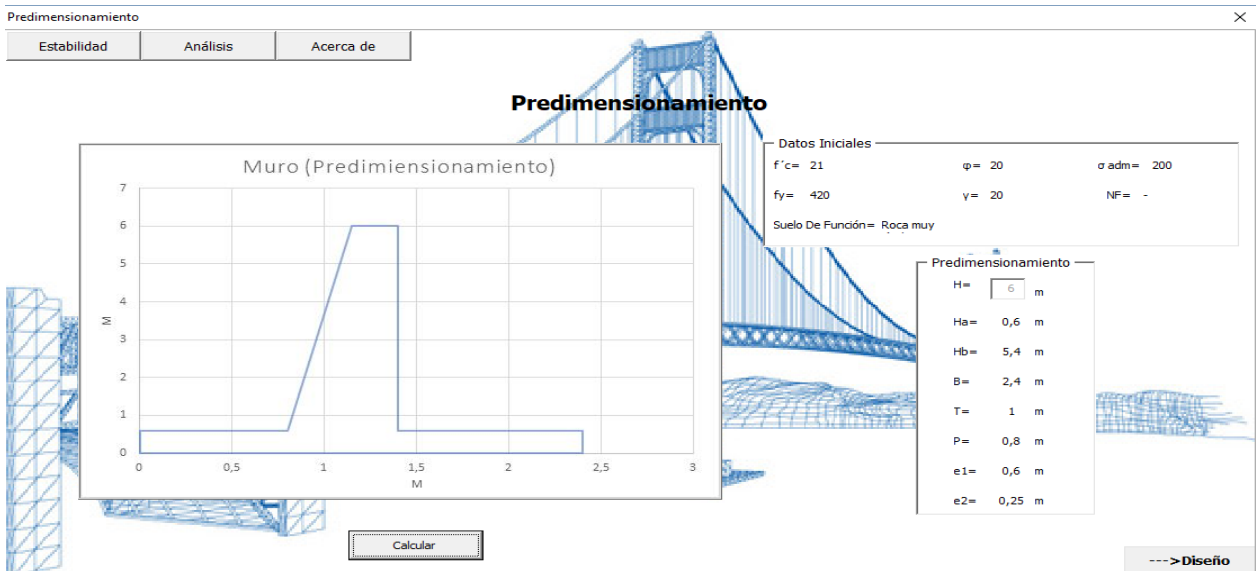 Predimensionamiento
Estabilidad Análisis Acerca de
Predimensionamiento
Muro (Predimiensionamiento)
7
6
5
4
3
2
1
0
M
0 0,5 1 1,5 2 2,5 3
M
Calcular
Datos Iniciales
f´c= 21 φ= 20 σ adm= 200
fy= 420 γ= 20 NF= -
Suelo De Función= Roca muy
Predimensionamiento
H= 6 m
Ha= 0,6 m
Hb= 5,4 m
B= 2,4 m
T= 1 m
P= 0,8 m
e1= 0,6 m
e2= 0,25 m
--->Diseño